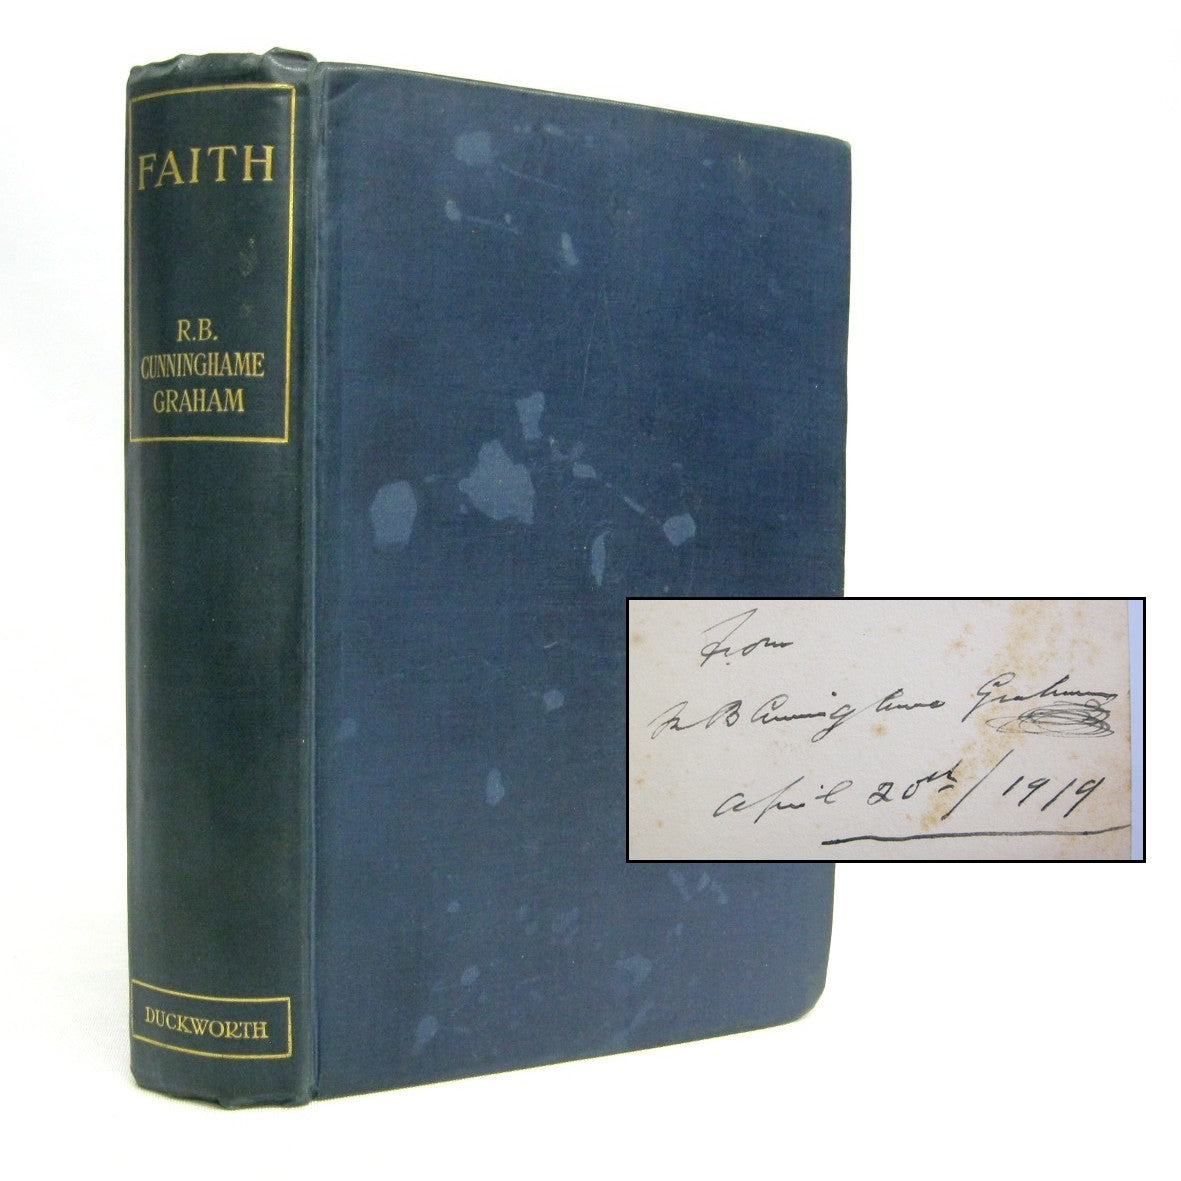 FAITH
R.B.
CUNNINGHAME
GRAHAM
DUCKWORTH
From
R B Cunninghame Graham
April 20th/1919